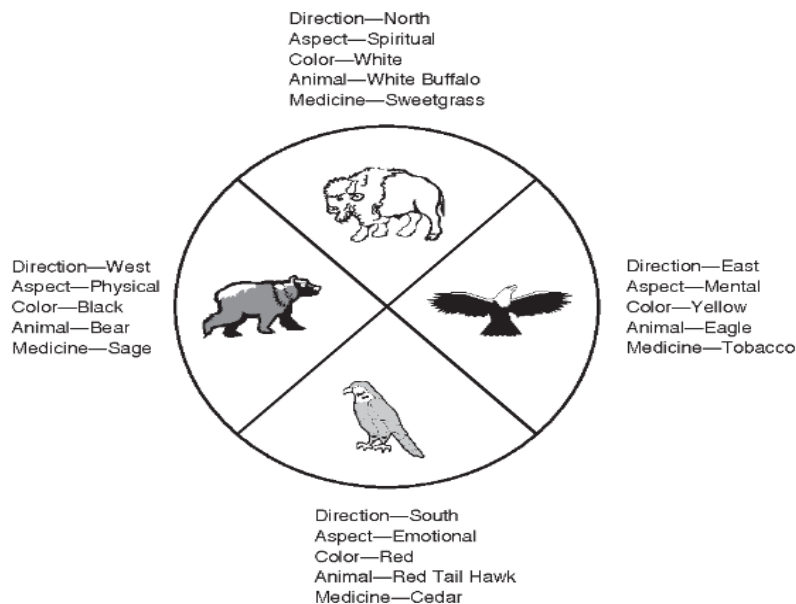 Direction—North
Aspect—Spiritual
Color—White
Animal—White Buffalo
Medicine—Sweetgrass
Direction—West
Aspect—Physical
Color—Black
Animal—Bear
Medicine—Sage
Direction—East
Aspect—Mental
Color—Yellow
Animal—Eagle
Medicine—Tobacco
Direction—South
Aspect—Emotional
Color—Red
Animal—Red Tail Hawk
Medicine—Cedar